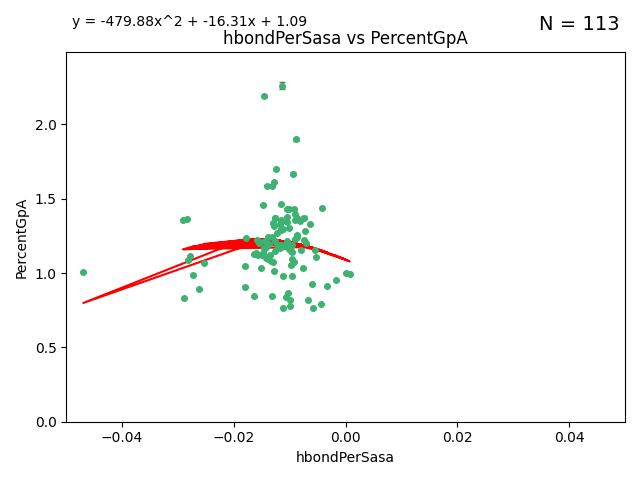 y = -479.88x^2 + -16.31x + 1.09
N = 113
hbondPerSasa vs PercentGpA
PercentGpA
2.0
1.5
1.0
0.5
0.0
−0.04
−0.02
0.00
0.02
0.04
hbondPerSasa